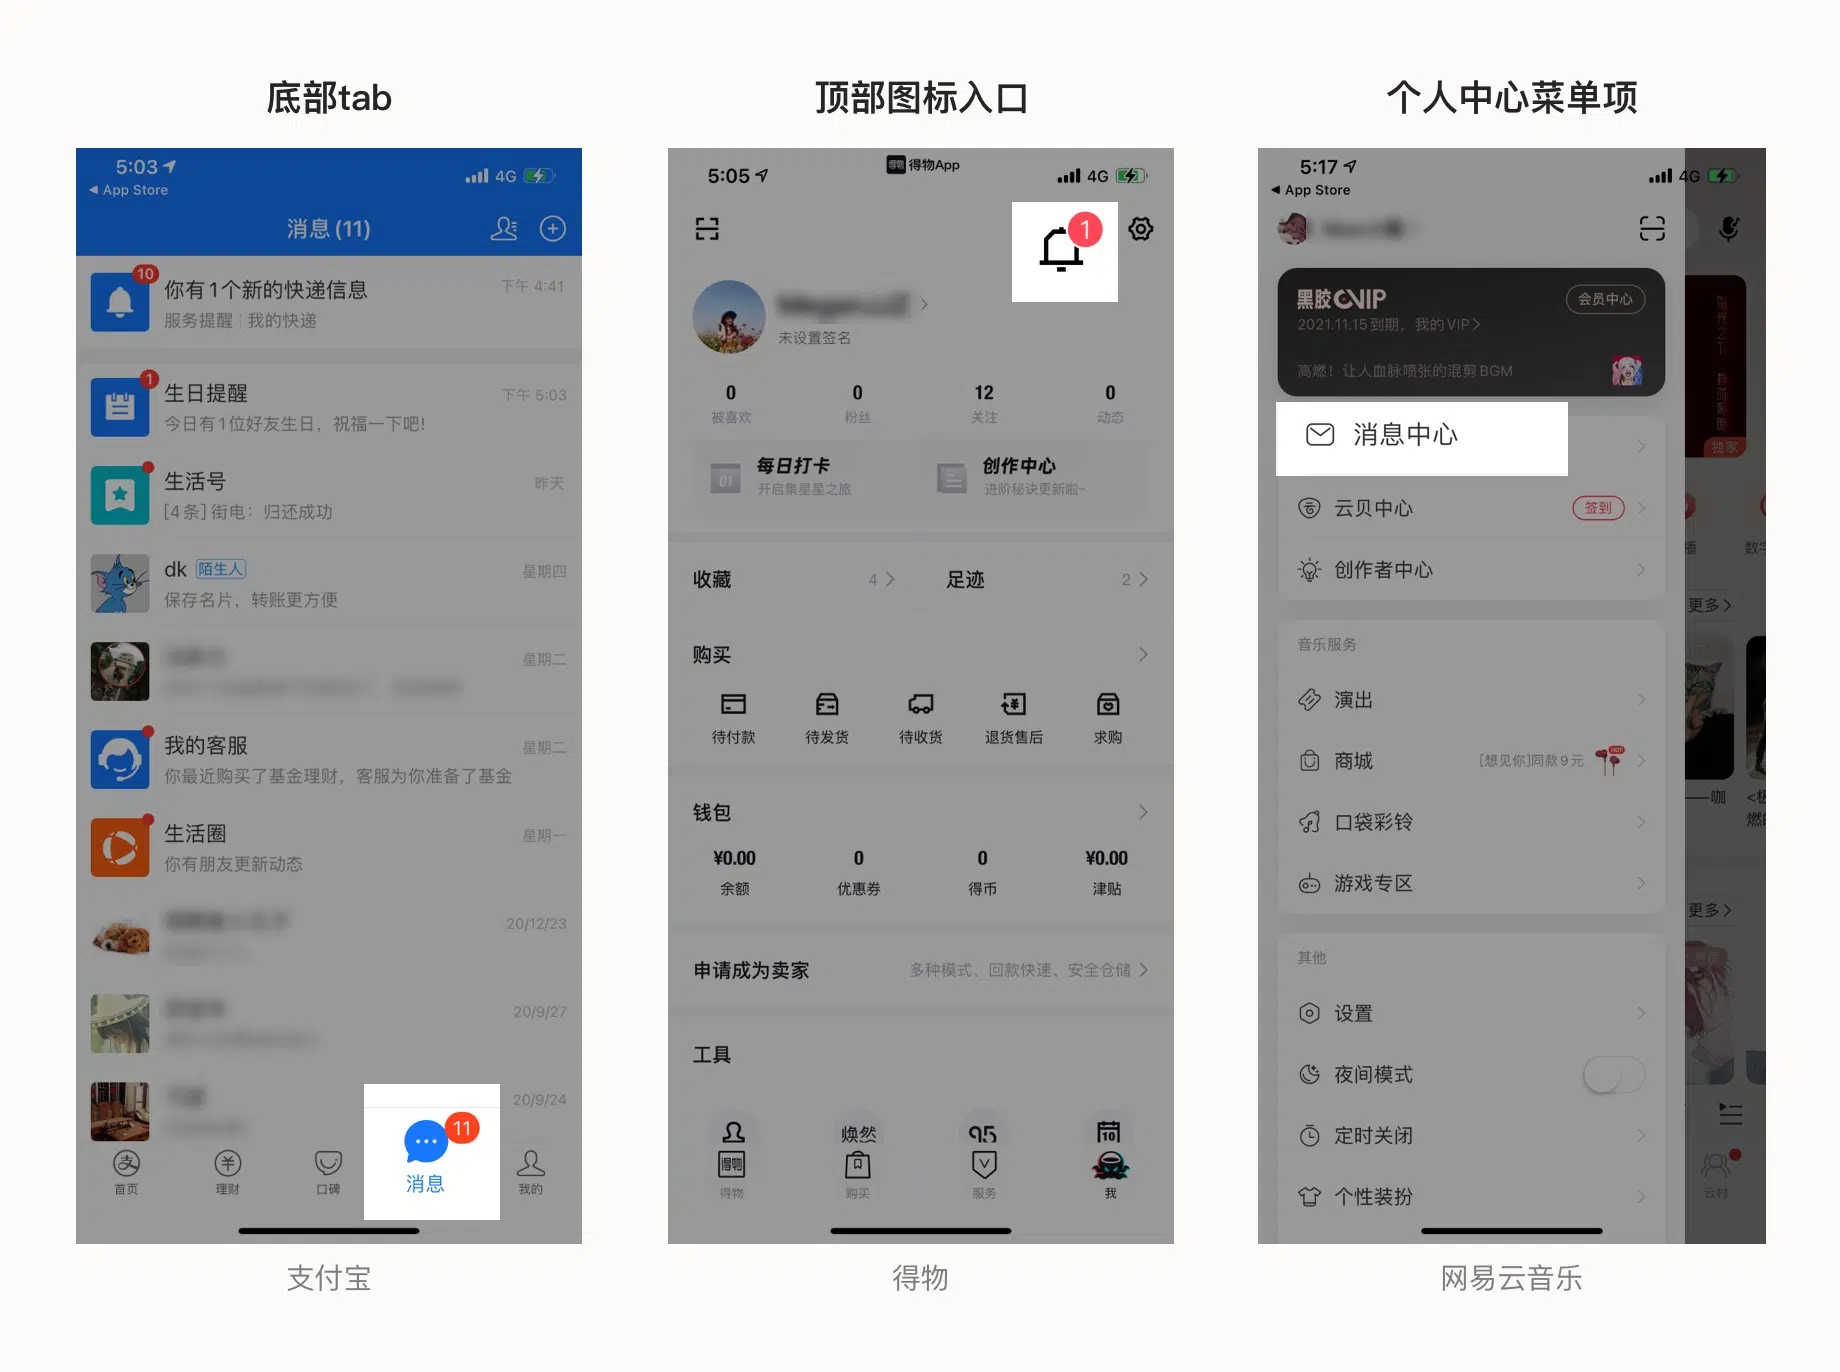 底部tab
顶部图标入口
个人中心菜单项
5:03
App Store
4G
消息(11)
10
你有1个新的快递信息
下午 4:41
服务提醒 | 我的快递
1
生日提醒
下午 5:03
今日有1位好友生日，祝福一下吧!
生活号
昨天
[4条] 街电：归还成功
dk 陌生人
星期四
保存名片，转账更方便
星期二
我的客服
星期二
你最近购买了基金理财，客服为你准备了基金
生活圈
星期一
你有朋友更新动态
20/12/23
20/9/27
20/9/24
11
首页
理财
口碑
消息
我的
支付宝
5:05
得物 得物App
4G
1
未设置签名
0
0
12
0
被喜欢
粉丝
关注
动态
01
每日打卡
开启集星星之旅
创作中心
进阶秘诀更新啦~
收藏
4
足迹
2
购买
待付款
待发货
待收货
退货售后
求购
钱包
¥0.00
0
0
¥0.00
余额
优惠券
得币
津贴
申请成为卖家
多种模式、回款快速、安全仓储
工具
焕然
95
10
得物
得物
购买
服务
我
得物
5:17
App Store
4G
黑胶VIP
会员中心
2021.11.15到期，我的VIP
高燃！让人血脉喷张的混剪BGM
独家
消息中心
云贝中心
签到
播
数字
创作者中心
更多
音乐服务
演出
商城
[想见你]同款9元
HOT
——咖
口袋彩铃
游戏专区
更多
其他
设置
夜间模式
定时关闭
个性装扮
云村
网易云音乐